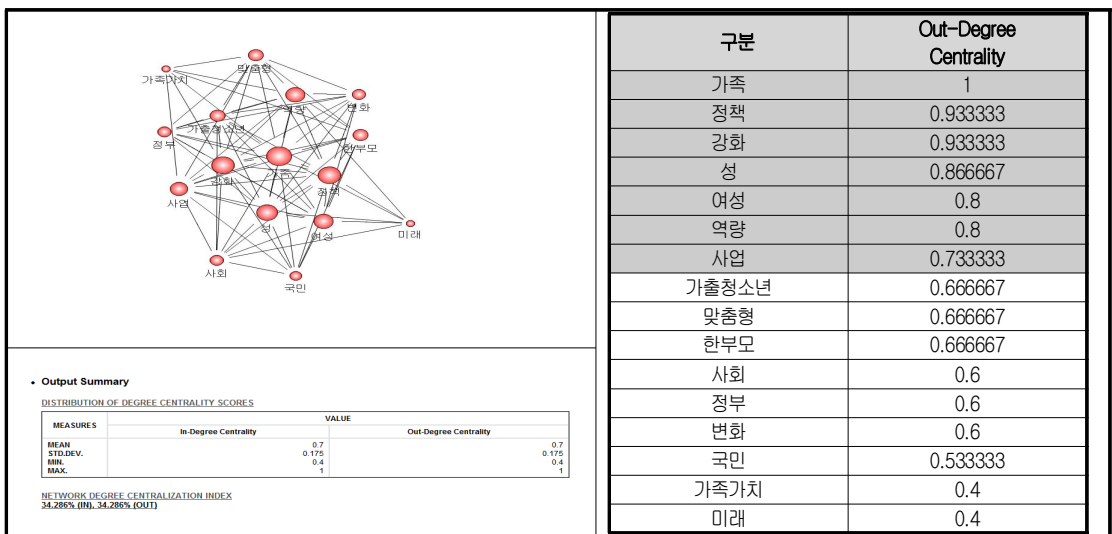 맞춤형
가족가치
역량
변화
가출청소년
정부
한부모
가족
강화
정책
사업
성
여성
미래
사회
국민
• Output Summary
DISTRIBUTION OF DEGREE CENTRALITY SCORES
MEASURES VALUE
In-Degree Centrality Out-Degree Centrality
MEAN 0.7 0.7
STD.DEV. 0.175 0.175
MIN. 0.4 0.4
MAX. 1 1
NETWORK DEGREE CENTRALIZATION INDEX
34.286% (IN), 34.286% (OUT)
구분 Out-Degree
Centrality
가족 1
정책 0.933333
강화 0.933333
성 0.866667
여성 0.8
역량 0.8
사업 0.733333
가출청소년 0.666667
맞춤형 0.666667
한부모 0.666667
사회 0.6
정부 0.6
변화 0.6
국민 0.533333
가족가치 0.4
미래 0.4